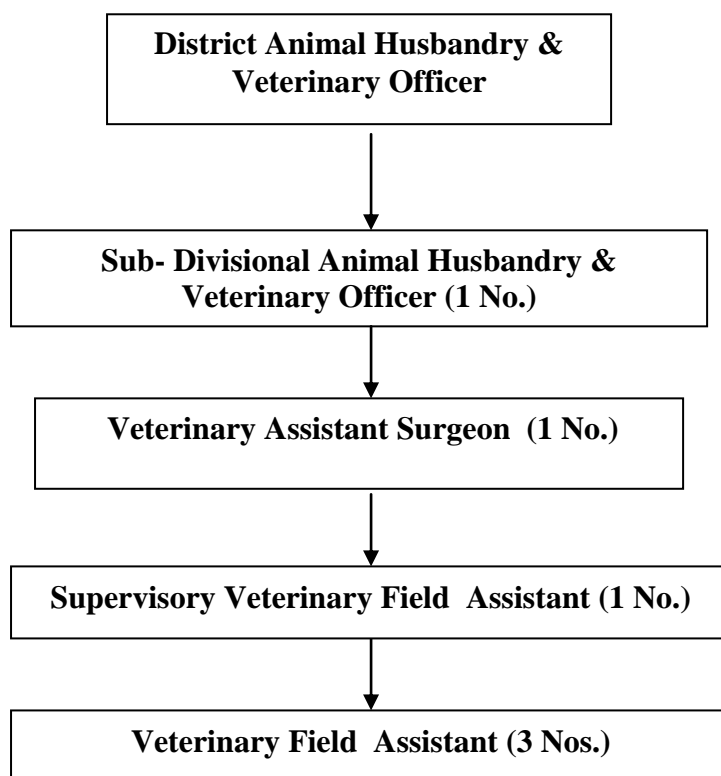 District Animal Husbandry &
Veterinary Officer
Sub- Divisional Animal Husbandry &
Veterinary Officer (1 No.)
Veterinary Assistant Surgeon (1 No.)
Supervisory Veterinary Field Assistant (1 No.)
Veterinary Field Assistant (3 Nos.)